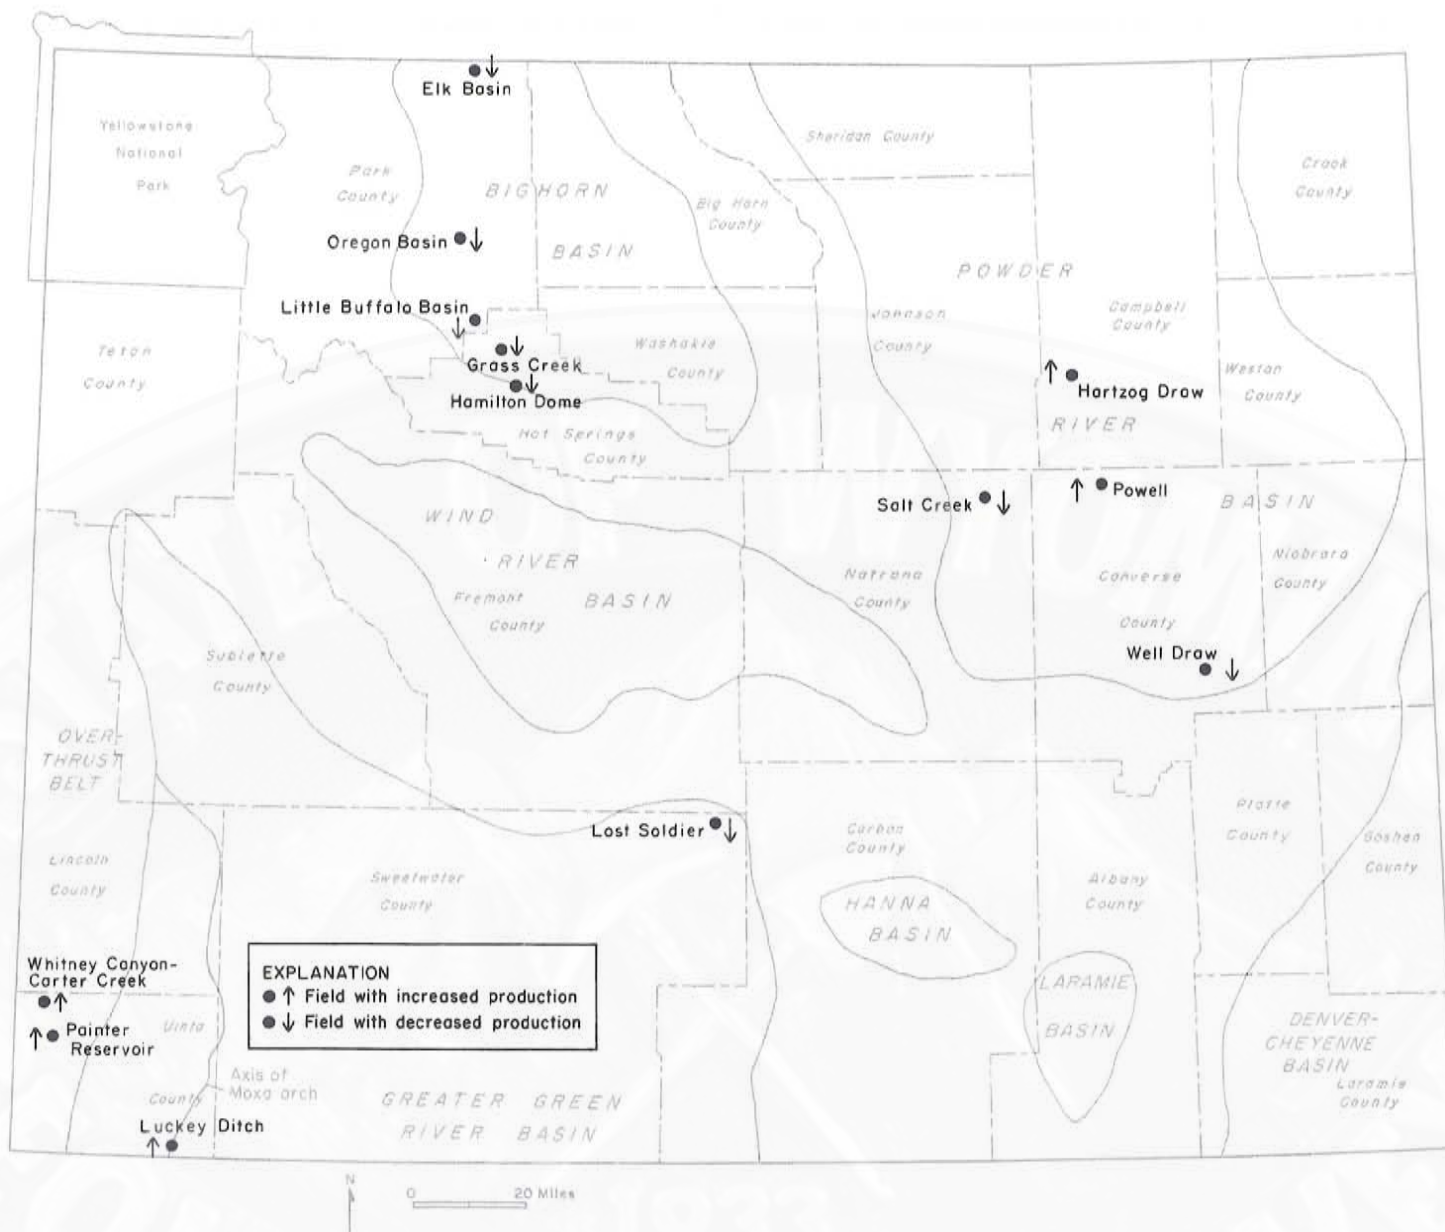 Elk Basin
Yellowstone
National
Park
Park
County
BIGHORN
BASIN
Big Horn
County
Sheridan County
Crook
County
Oregon Basin
POWDER
Little Buffalo Basin
Johnson
County
Campbell
County
Teton
County
Grass Creek
Washakie
County
Weston
County
Hamilton Dome
Hartzog Draw
RIVER
Hot Springs
County
Salt Creek
Powell
BASIN
WIND
RIVER
BASIN
Fremont
County
Natrona
County
Converse
County
Niobrara
County
Well Draw
Sublette
County
OVER-
THRUST
BELT
Lost Soldier
Carbon
County
Platte
County
Goshen
County
Lincoln
County
Sweetwater
County
Albany
County
HANNA
BASIN
Whitney Canyon-
Carter Creek
Painter
Reservoir
Uinta
County
EXPLANATION
↑ Field with increased production
↓ Field with decreased production
LARAMIE
BASIN
DENVER-
CHEYENNE
BASIN
Laramie
County
Axis of
Moxa arch
GREATER GREEN
RIVER BASIN
Luckey Ditch
N
0 20 Miles
1833